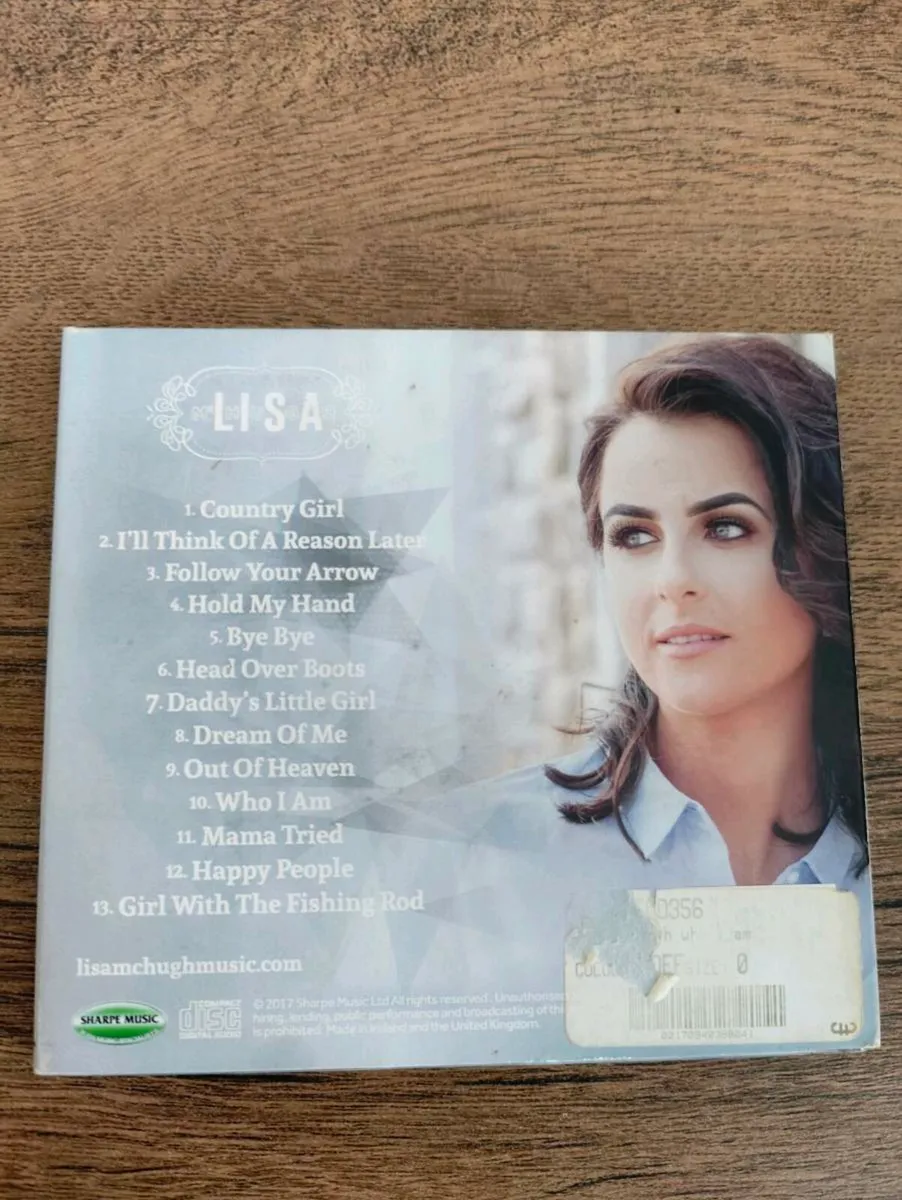 LISA
1. Country Girl
2. I'll Think Of A Reason Later
3. Follow Your Arrow
4. Hold My Hand
5. Bye Bye
6. Head Over Boots
7. Daddy's Little Girl
8. Dream Of Me
9. Out Of Heaven
10. Who I Am
11. Mama Tried
12. Happy People
13. Girl With The Fishing Rod
lisamchughmusic.com
SHARPE MUSIC
COMPACT
disc
DIGITAL AUDIO
© 2017 Sharpe Music Ltd All rights reserved. Unauthorised
hiring, lending, public performance and broadcasting of this
is prohibited. Made in Ireland and the United Kingdom.
0356
0